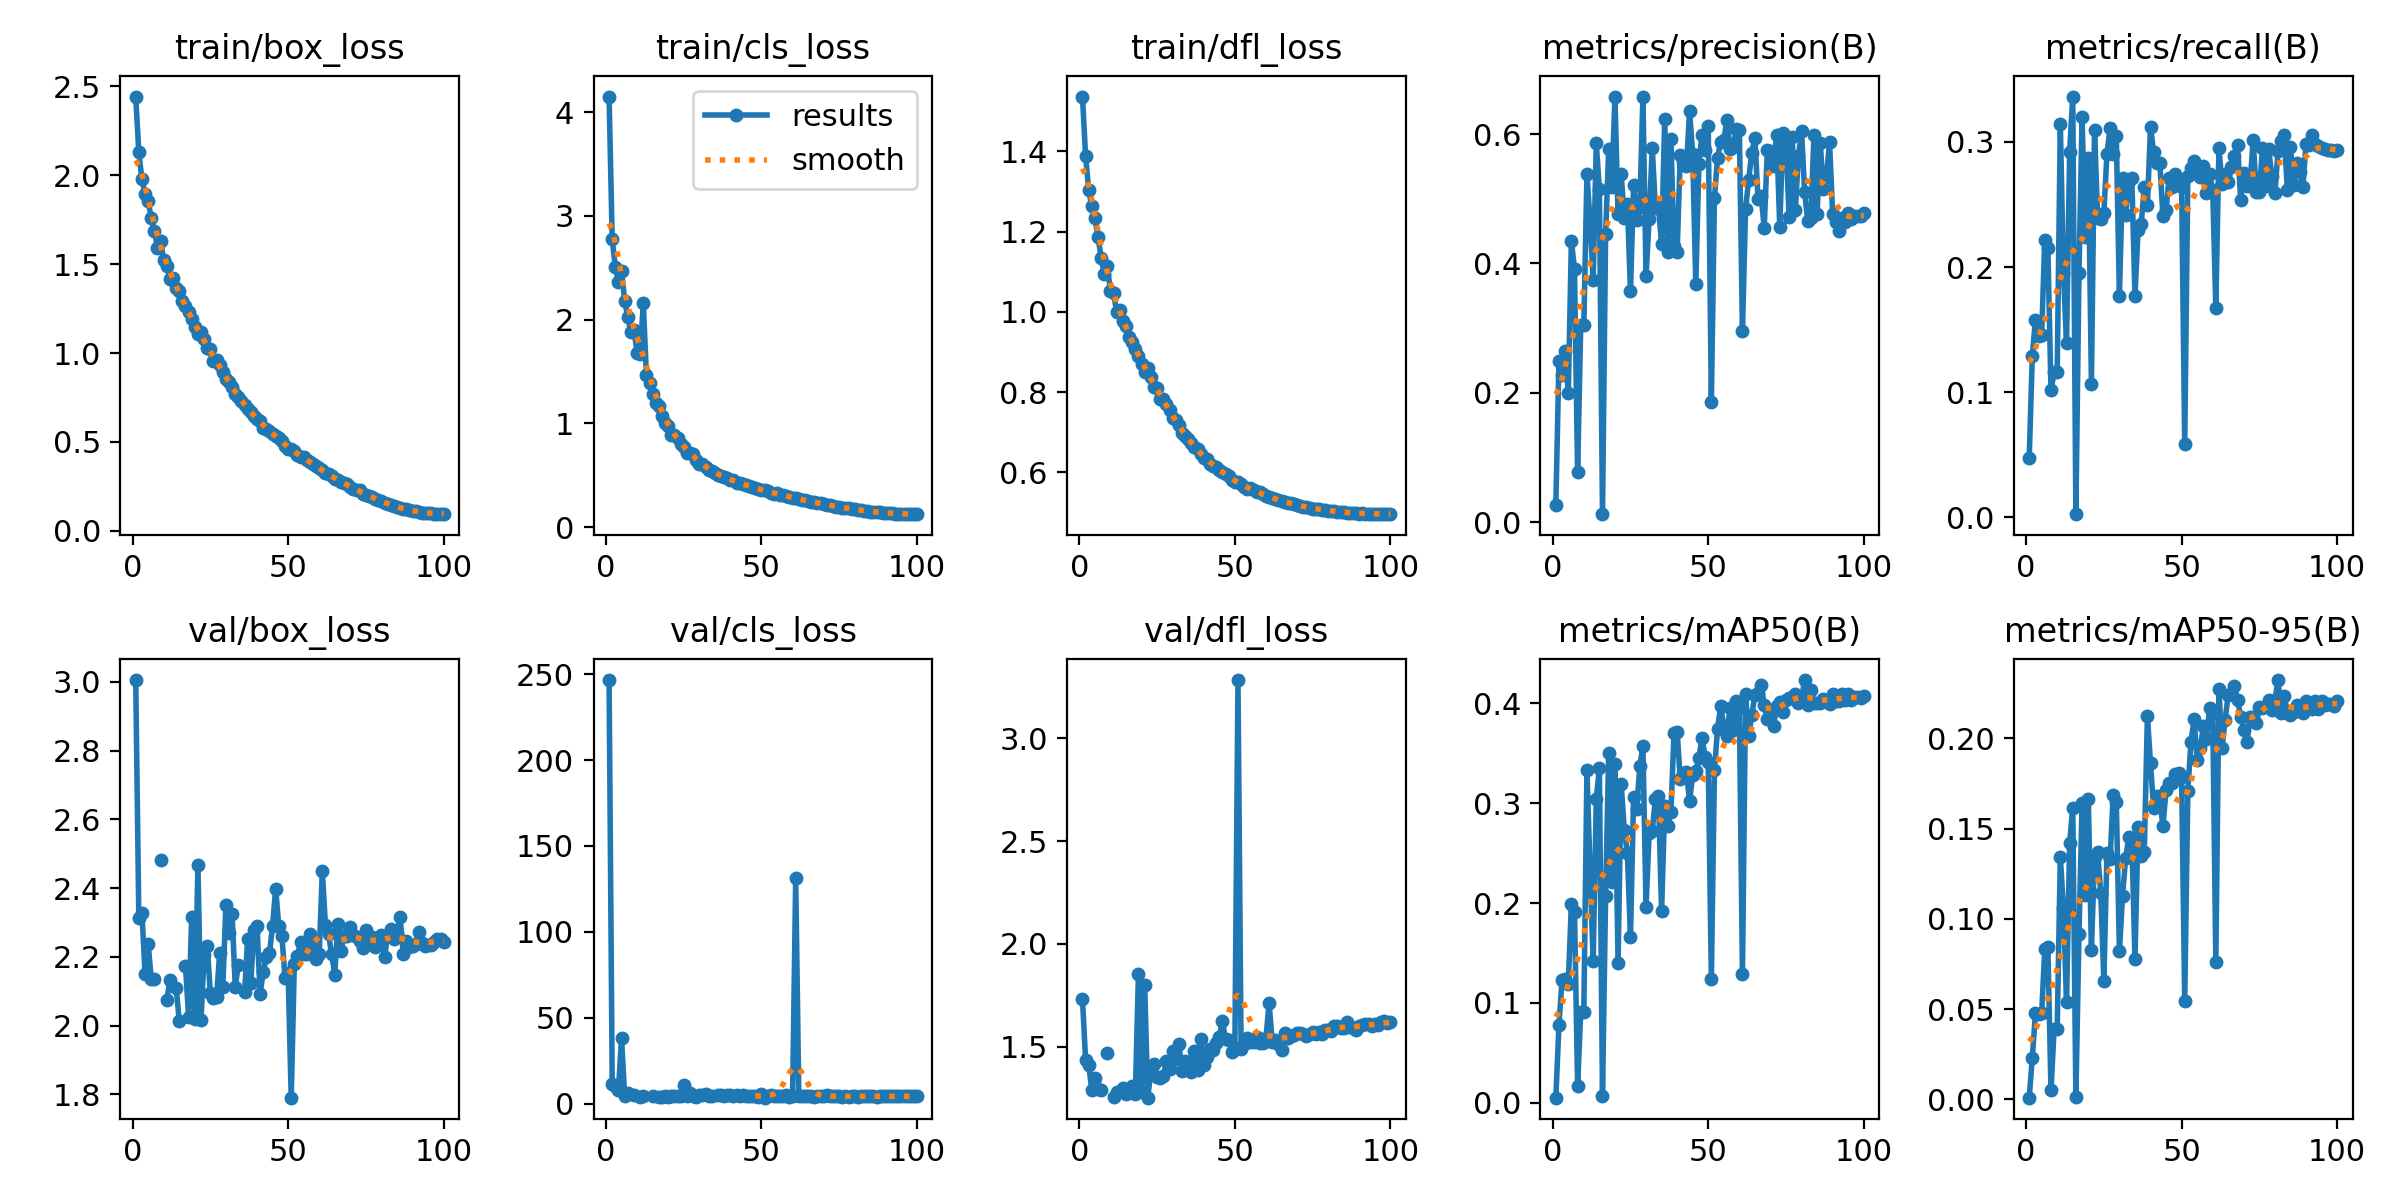 train/box_loss
train/cls_loss
train/dfl_loss
metrics/precision(B)
metrics/recall(B)
2.5
2.0
1.5
1.0
0.5
0.0
0 50 100
4
3
2
1
0
0 50 100
results
smooth
1.4
1.2
1.0
0.8
0.6
0 50 100
0.6
0.4
0.2
0.0
0 50 100
0.3
0.2
0.1
0.0
0 50 100
val/box_loss
val/cls_loss
val/dfl_loss
metrics/mAP50(B)
metrics/mAP50-95(B)
3.0
2.8
2.6
2.4
2.2
2.0
1.8
0 50 100
250
200
150
100
50
0
0 50 100
3.0
2.5
2.0
1.5
0 50 100
0.4
0.3
0.2
0.1
0.0
0 50 100
0.20
0.15
0.10
0.05
0.00
0 50 100